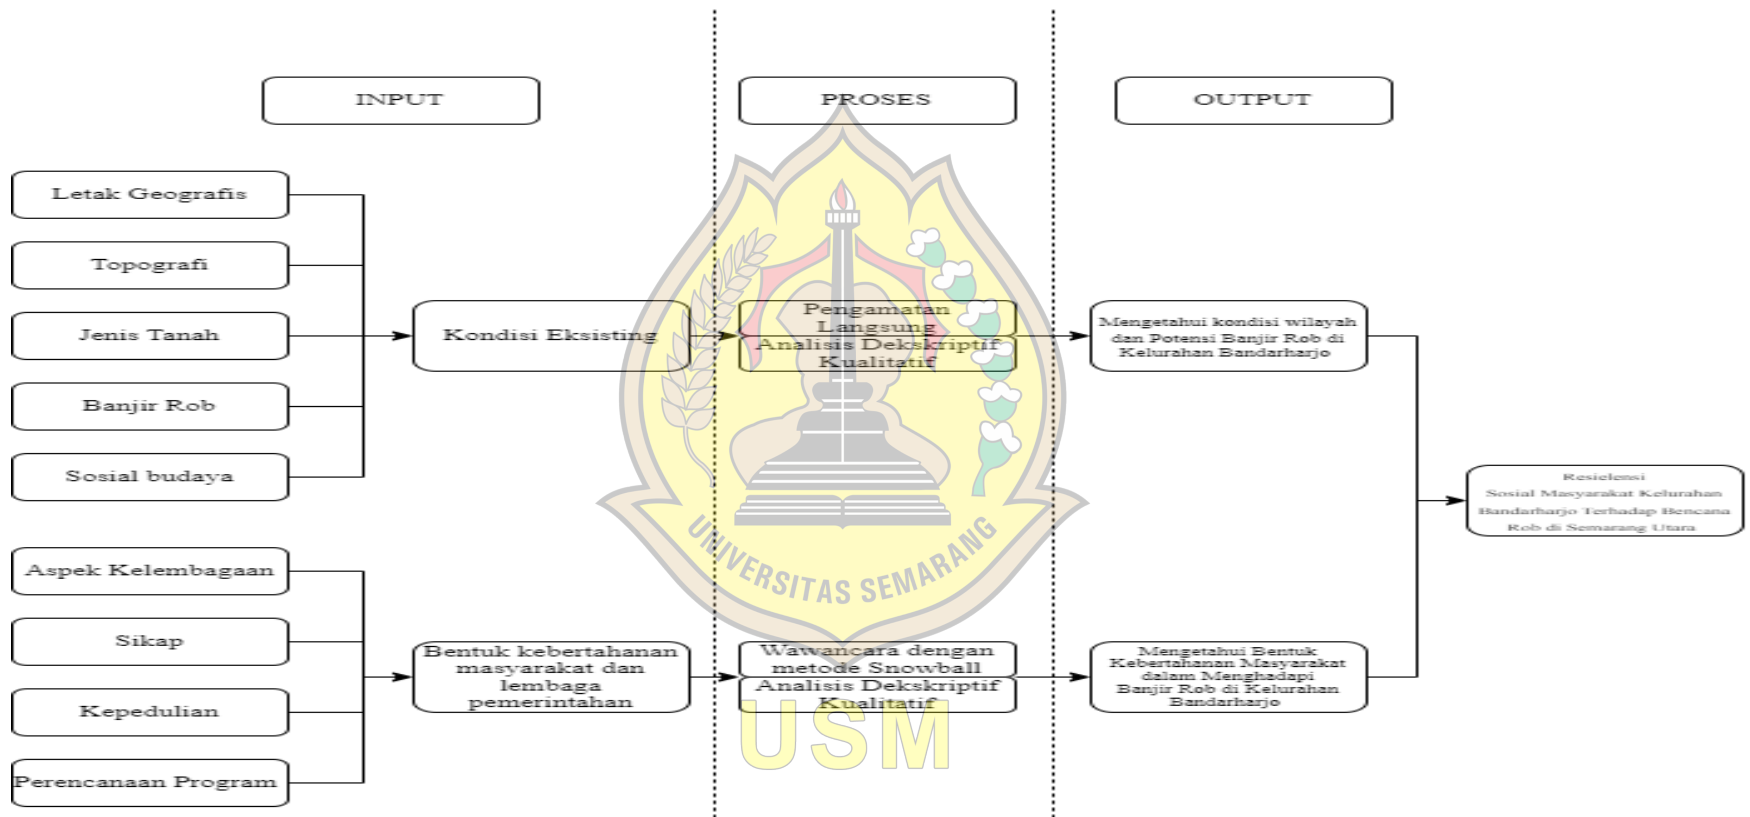 INPUT
PROSES
OUTPUT
Letak Geografis
Topografi
Jenis Tanah
Banjir Rob
Sosial budaya
Kondisi Eksisting
Pengamatan
Langsung
Analisis Dekskriptif
Kualitatif
Mengetahui kondisi wilayah
dan Potensi Banjir Rob di
Kelurahan Bandarharjo
Resielensi
Sosial Masyarakat Kelurahan
Bandarharjo Terhadap Bencana
Rob di Semarang Utara
Aspek Kelembagaan
Sikap
Kepedulian
Perencanaan Program
Bentuk kebertahanan
masyarakat dan
lembaga
pemerintahan
Wawancara dengan
metode Snowball
Analisis Dekskriptif
Kualitatif
Mengetahui Bentuk
Kebertahanan Masyarakat
dalam Menghadapi
Banjir Rob di Kelurahan
Bandarharjo
UNIVERSITAS SEMARANG
USM